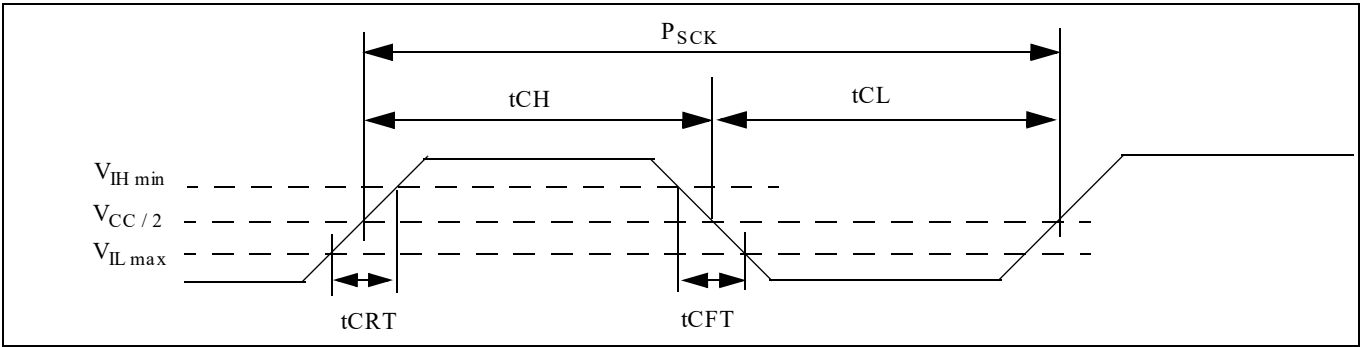 PSCK
tCH
tCL
VIH min
VCC / 2
VIL max
tCRT
tCFT